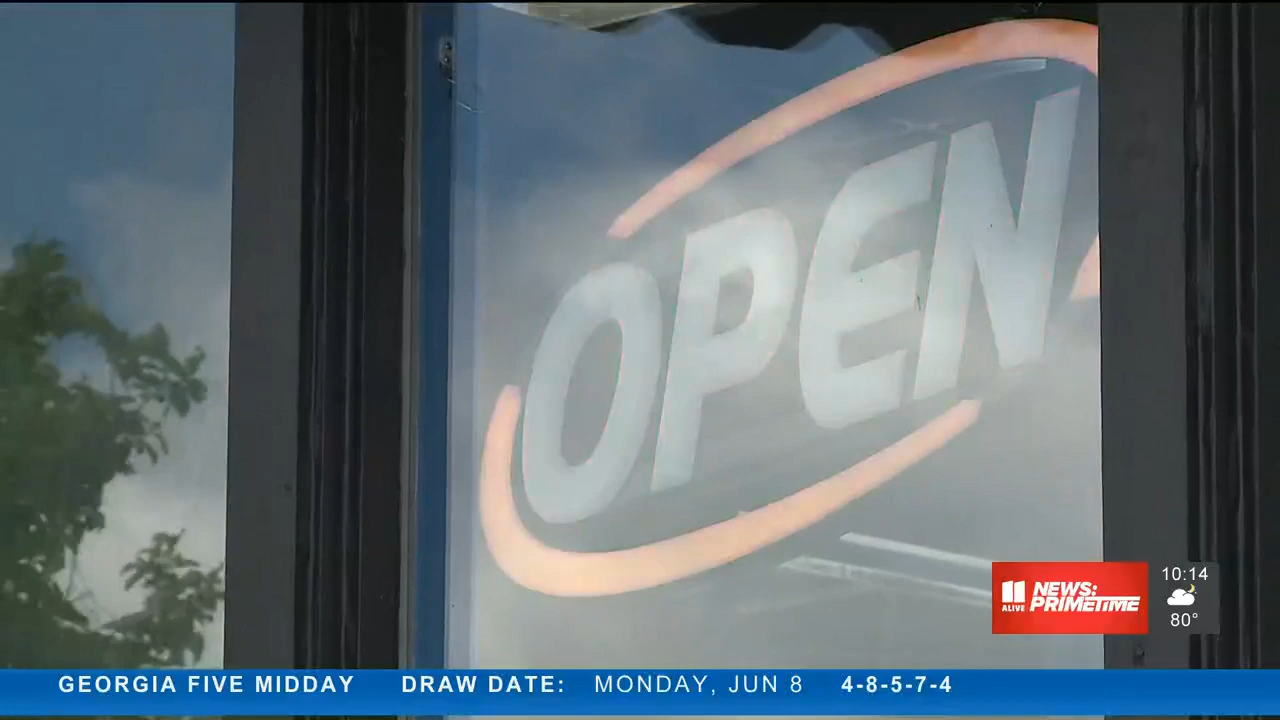 OPEN
11 ALIVE NEWS: PRIMETIME
10:14
80°
GEORGIA FIVE MIDDAY DRAW DATE: MONDAY, JUN 8 4-8-5-7-4